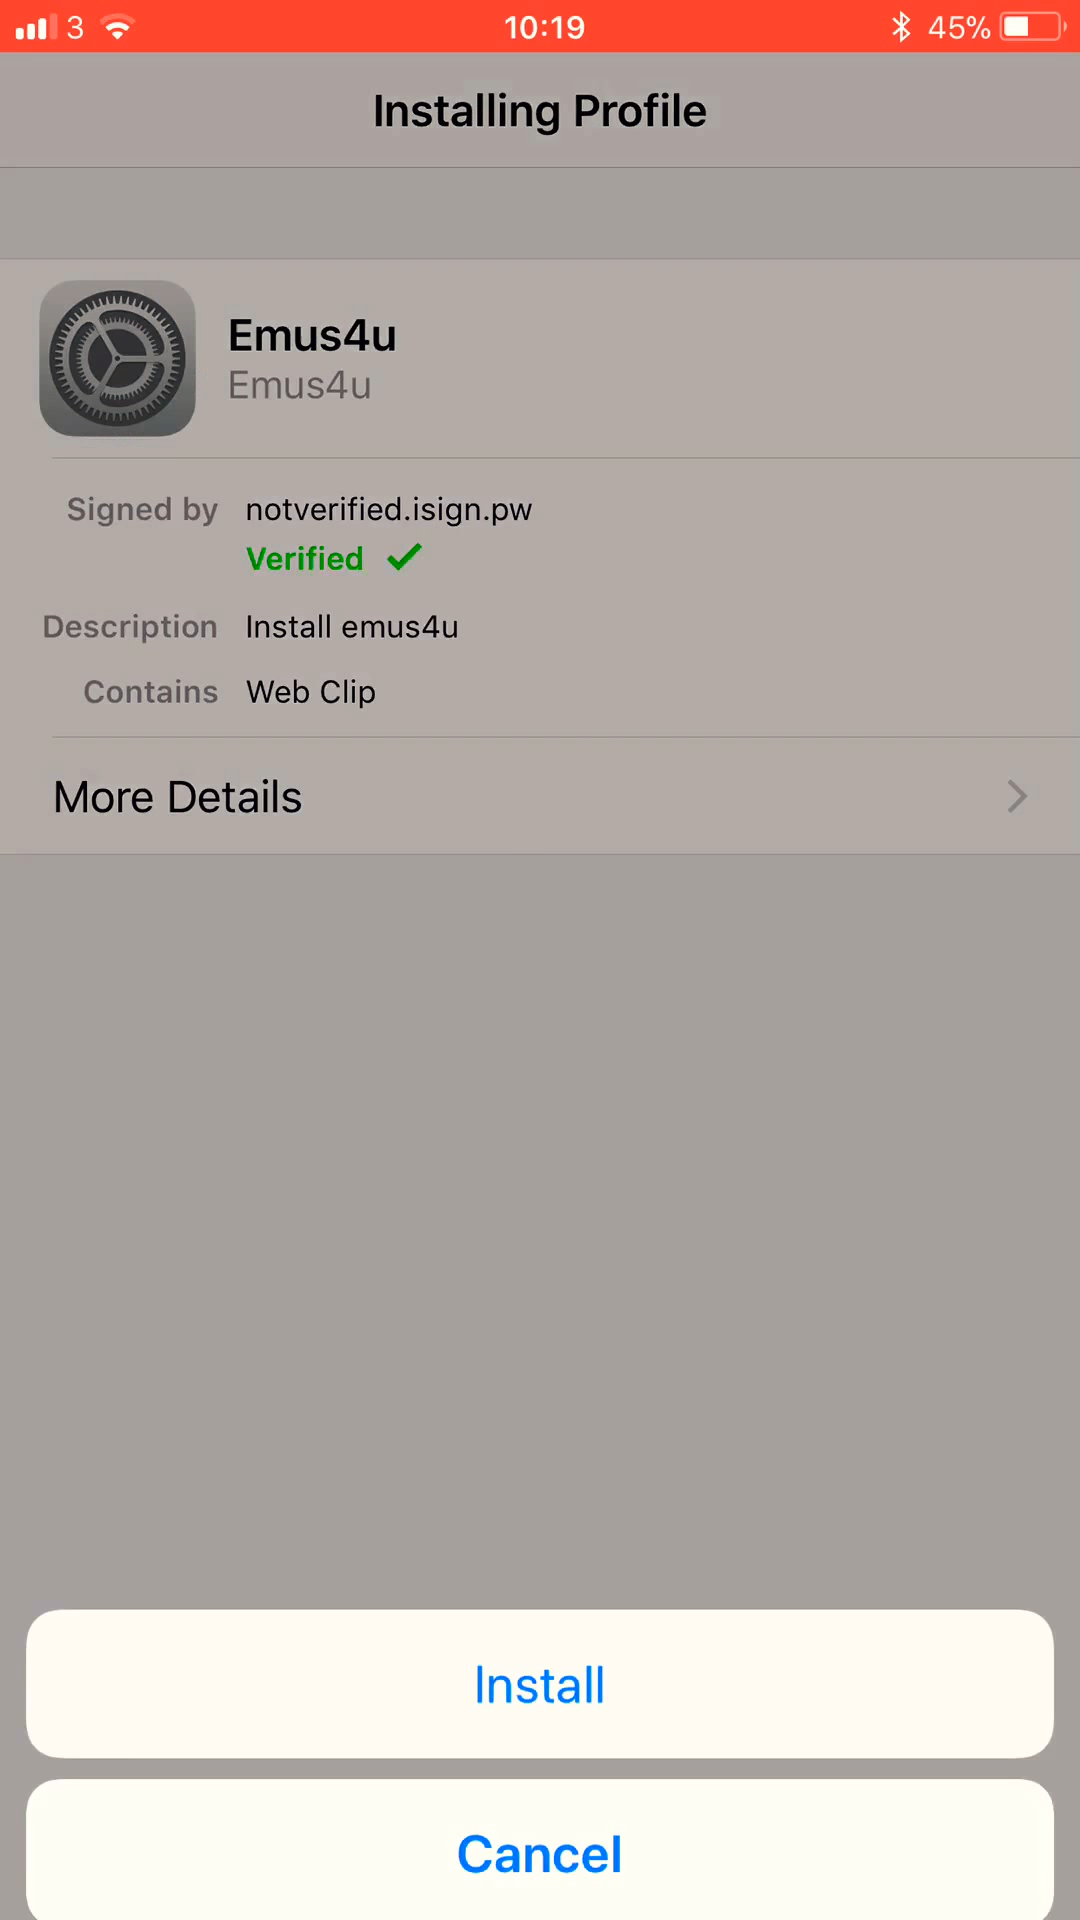 3 10:19 45%
Installing Profile
Emus4u
Emus4u
Signed by notverified.isign.pw
Verified
Description Install emus4u
Contains Web Clip
More Details
Install
Cancel